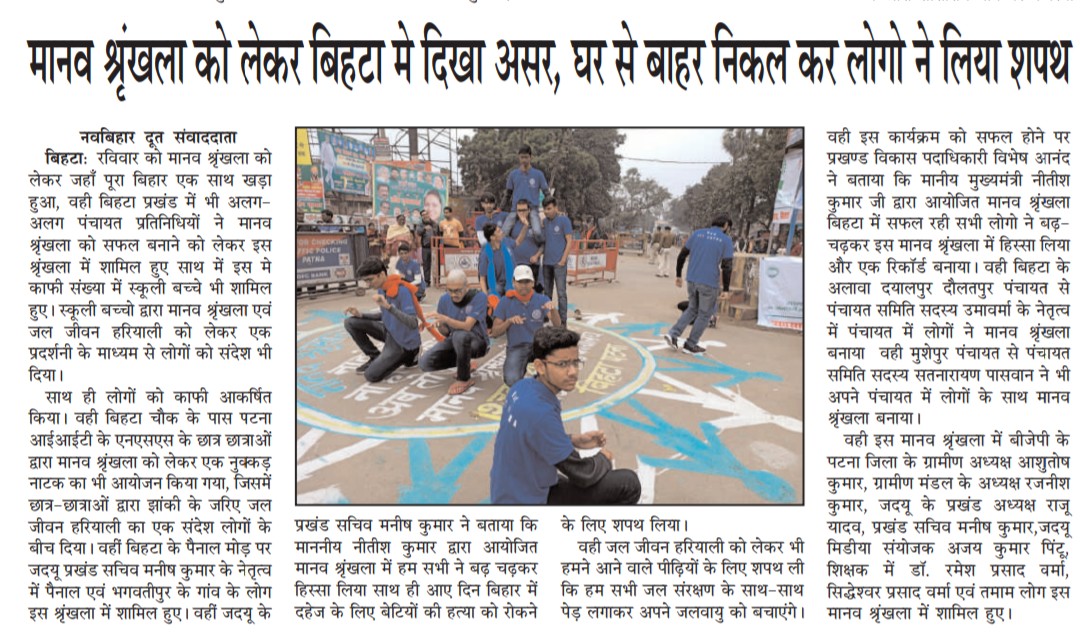 मानव श्रृंखला को लेकर बिहटा मे दिखा असर, घर से बाहर निकल कर लोगो ने लिया शपथ
नवबिहार दूत संवाददाता
बिहटा: रविवार को मानव श्रृंखला को
लेकर जहाँ पूरा बिहार एक साथ खड़ा
हुआ, वही बिहटा प्रखंड में भी अलग-
अलग पंचायत प्रतिनिधियों ने मानव
श्रृंखला को सफल बनाने को लेकर इस
श्रृंखला में शामिल हुए साथ में इस मे
काफी संख्या में स्कूली बच्चे भी शामिल
हुए। स्कूली बच्चो द्वारा मानव श्रृंखला एवं
जल जीवन हरियाली को लेकर एक
प्रदर्शनी के माध्यम से लोगों को संदेश भी
दिया।
साथ ही लोगों को काफी आकर्षित
किया। वही बिहटा चौक के पास पटना
आईआईटी के एनएसएस के छात्र छात्राओं
द्वारा मानव श्रृंखला को लेकर एक नुक्कड़
नाटक का भी आयोजन किया गया, जिसमें
छात्र-छात्राओं द्वारा झांकी के जरिए जल
जीवन हरियाली का एक संदेश लोगों के
बीच दिया। वहीं बिहटा के पैनाल मोड़ पर
जदयू प्रखंड सचिव मनीष कुमार के नेतृत्व
में पैनाल एवं भगवतीपुर के गांव के लोग
इस श्रृंखला में शामिल हुए। वहीं जदयू के
PATNA
प्रखंड सचिव मनीष कुमार ने बताया कि
माननीय नीतीश कुमार द्वारा आयोजित
मानव श्रृंखला में हम सभी ने बढ़ चढ़कर
हिस्सा लिया साथ ही आए दिन बिहार में
दहेज के लिए बेटियों की हत्या को रोकने
के लिए शपथ लिया।
वही जल जीवन हरियाली को लेकर भी
हमने आने वाले पीढ़ियों के लिए शपथ ली
कि हम सभी जल संरक्षण के साथ-साथ
पेड़ लगाकर अपने जलवायु को बचाएंगे।
वही इस कार्यक्रम को सफल होने पर
प्रखण्ड विकास पदाधिकारी विभेष आनंद
ने बताया कि मानीय मुख्यमंत्री नीतीश
कुमार जी द्वारा आयोजित मानव श्रृंखला
बिहटा में सफल रही सभी लोगो ने बढ़-
चढ़कर इस मानव श्रृंखला में हिस्सा लिया
और एक रिकॉर्ड बनाया। वही बिहटा के
अलावा दयालपुर दौलतपुर पंचायत से
पंचायत समिति सदस्य उमावर्मा के नेतृत्व
में पंचायत में लोगों ने मानव श्रृंखला
बनाया वही मुशेपुर पंचायत से पंचायत
समिति सदस्य सतनारायण पासवान ने भी
अपने पंचायत में लोगों के साथ मानव
श्रृंखला बनाया।
वही इस मानव श्रृंखला में बीजेपी के
पटना जिला के ग्रामीण अध्यक्ष आशुतोष
कुमार, ग्रामीण मंडल के अध्यक्ष रजनीश
कुमार, जदयू के प्रखंड अध्यक्ष राजू
यादव, प्रखंड सचिव मनीष कुमार,जदयू
मिडीया संयोजक अजय कुमार पिंटू,
शिक्षक में डॉ. रमेश प्रसाद वर्मा,
सिद्धेश्वर प्रसाद वर्मा एवं तमाम लोग इस
मानव श्रृंखला में शामिल हुए।